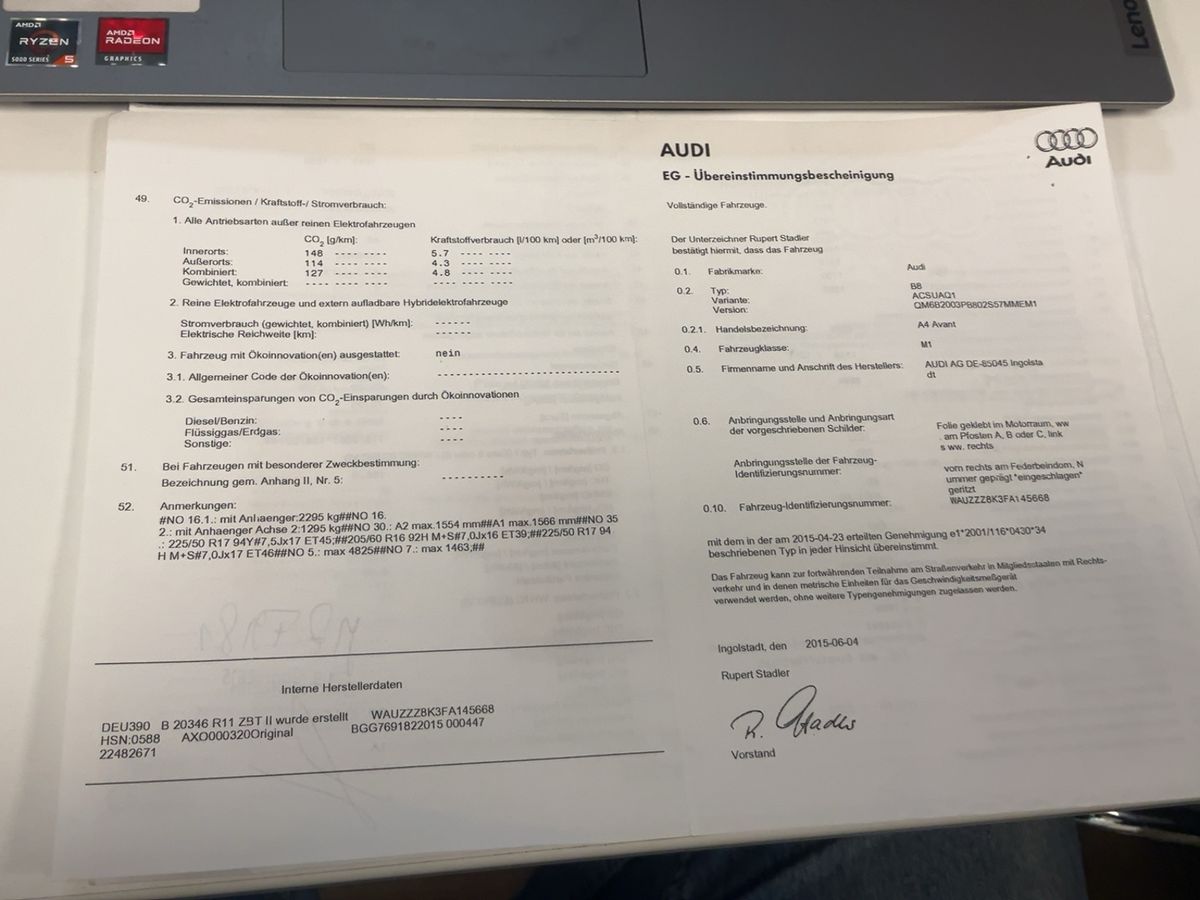 AMD
RYZEN
5000 SERIES 5
AMD
RADEON
GRAPHICS
Leno
49. CO2-Emissionen / Kraftstoff-/ Stromverbrauch:
1. Alle Antriebsarten außer reinen Elektrofahrzeugen
CO2 [g/km]: Kraftstoffverbrauch [l/100 km] oder [m³/100 km]:
Innerorts: 148 ---- ---- 5.7 ---- ----
Außerorts: 114 ---- ---- 4.3 ---- ----
Kombiniert: 127 ---- ---- 4.8 ---- ----
Gewichtet, kombiniert: ---- ---- ---- ---- ---- ----
2. Reine Elektrofahrzeuge und extern aufladbare Hybridelektrofahrzeuge
Stromverbrauch (gewichtet, kombiniert) [Wh/km]: ------
Elektrische Reichweite [km]: ------
3. Fahrzeug mit Ökoinnovation(en) ausgestattet: nein
3.1. Allgemeiner Code der Ökoinnovation(en): ------------------------------
3.2. Gesamteinsparungen von CO2-Einsparungen durch Ökoinnovationen
Diesel/Benzin: ----
Flüssiggas/Erdgas: ----
Sonstige: ----
51. Bei Fahrzeugen mit besonderer Zweckbestimmung:
Bezeichnung gem. Anhang II, Nr. 5: ----------
52. Anmerkungen:
#NO 16.1.: mit Anhaenger:2295 kg##NO 16.
2.: mit Anhaenger Achse 2:1295 kg##NO 30.: A2 max.1554 mm##A1 max.1566 mm##NO 35
.: 225/50 R17 94Y#7,5Jx17 ET45;##205/60 R16 92H M+S#7,0Jx16 ET39;##225/50 R17 94
H M+S#7,0Jx17 ET46##NO 5.: max 4825##NO 7.: max 1463;##
Interne Herstellerdaten
DEU390 B 20346 R11 ZBT II wurde erstellt WAUZZZ8K3FA145668
HSN:0588 AXO000320Original BGG7691822015 000447
22482671
AUDI
Audi
EG - Übereinstimmungsbescheinigung
Vollständige Fahrzeuge.
Der Unterzeichner Rupert Stadler
bestätigt hiermit, dass das Fahrzeug
0.1. Fabrikmarke: Audi
0.2. Typ: B8
Variante: ACSUAQ1
Version: QM6B2003PB802S57MMEM1
0.2.1. Handelsbezeichnung: A4 Avant
0.4. Fahrzeugklasse: M1
0.5. Firmenname und Anschrift des Herstellers: AUDI AG DE-85045 Ingolsta
dt
0.6. Anbringungsstelle und Anbringungsart
der vorgeschriebenen Schilder:
Folie geklebt im Motorraum, ww
. am Pfosten A, B oder C, link
s ww. rechts
Anbringungsstelle der Fahrzeug-
Identifizierungsnummer:
vorn rechts am Federbeindom, N
ummer geprägt*eingeschlagen*
geritzt
0.10. Fahrzeug-Identifizierungsnummer: WAUZZZ8K3FA145668
mit dem in der am 2015-04-23 erteilten Genehmigung e1*2001/116*0430*34
beschriebenen Typ in jeder Hinsicht übereinstimmt.
Das Fahrzeug kann zur fortwährenden Teilnahme am Straßenverkehr in Mitgliedstaaten mit Rechts-
verkehr und in denen metrische Einheiten für das Geschwindigkeitsmeßgerät
verwendet werden, ohne weitere Typengenehmigungen zugelassen werden.
Ingolstadt, den 2015-06-04
Rupert Stadler
R. Stadler
Vorstand